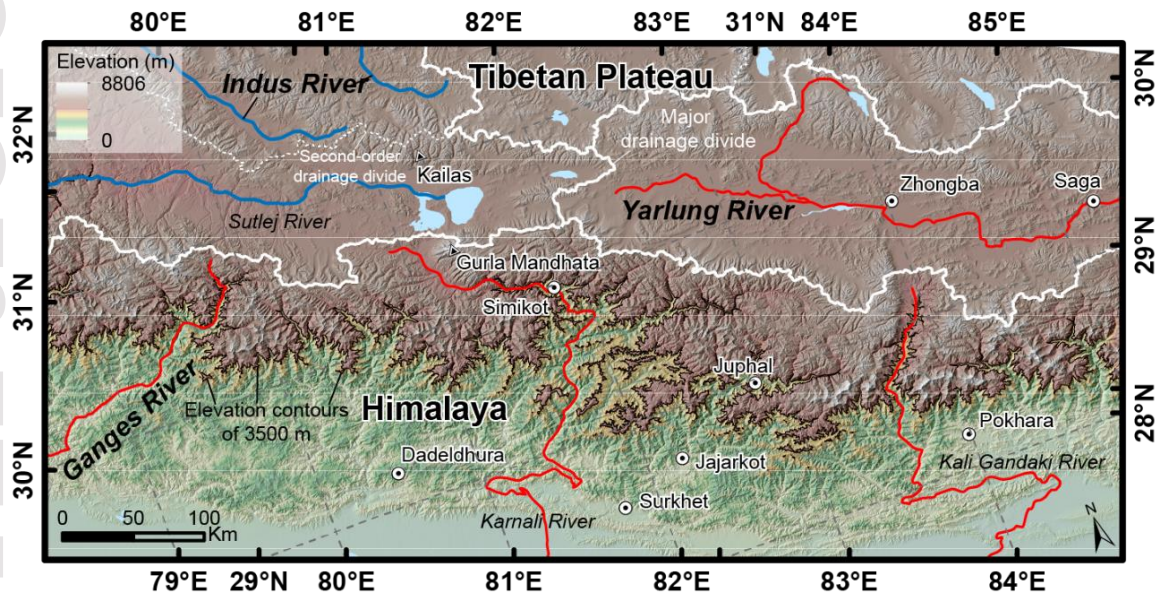 80°E 81°E 82°E 83°E 31°N 84°E 85°E
Elevation (m)
8806
0
Indus River
Tibetan Plateau
30°N
32°N
Second-order
drainage divide
Major
drainage divide
Kailas
Zhongba
Saga
Sutlej River
Yarlung River
29°N
Gurla Mandhata
31°N
Simikot
Juphal
Ganges River
Elevation contours
of 3500 m
Himalaya
28°N
Pokhara
30°N
Dadeldhura
Jajarkot
Kali Gandaki River
Surkhet
Karnali River
0 50 100
Km
N
79°E 29°N 80°E 81°E 82°E 83°E 84°E